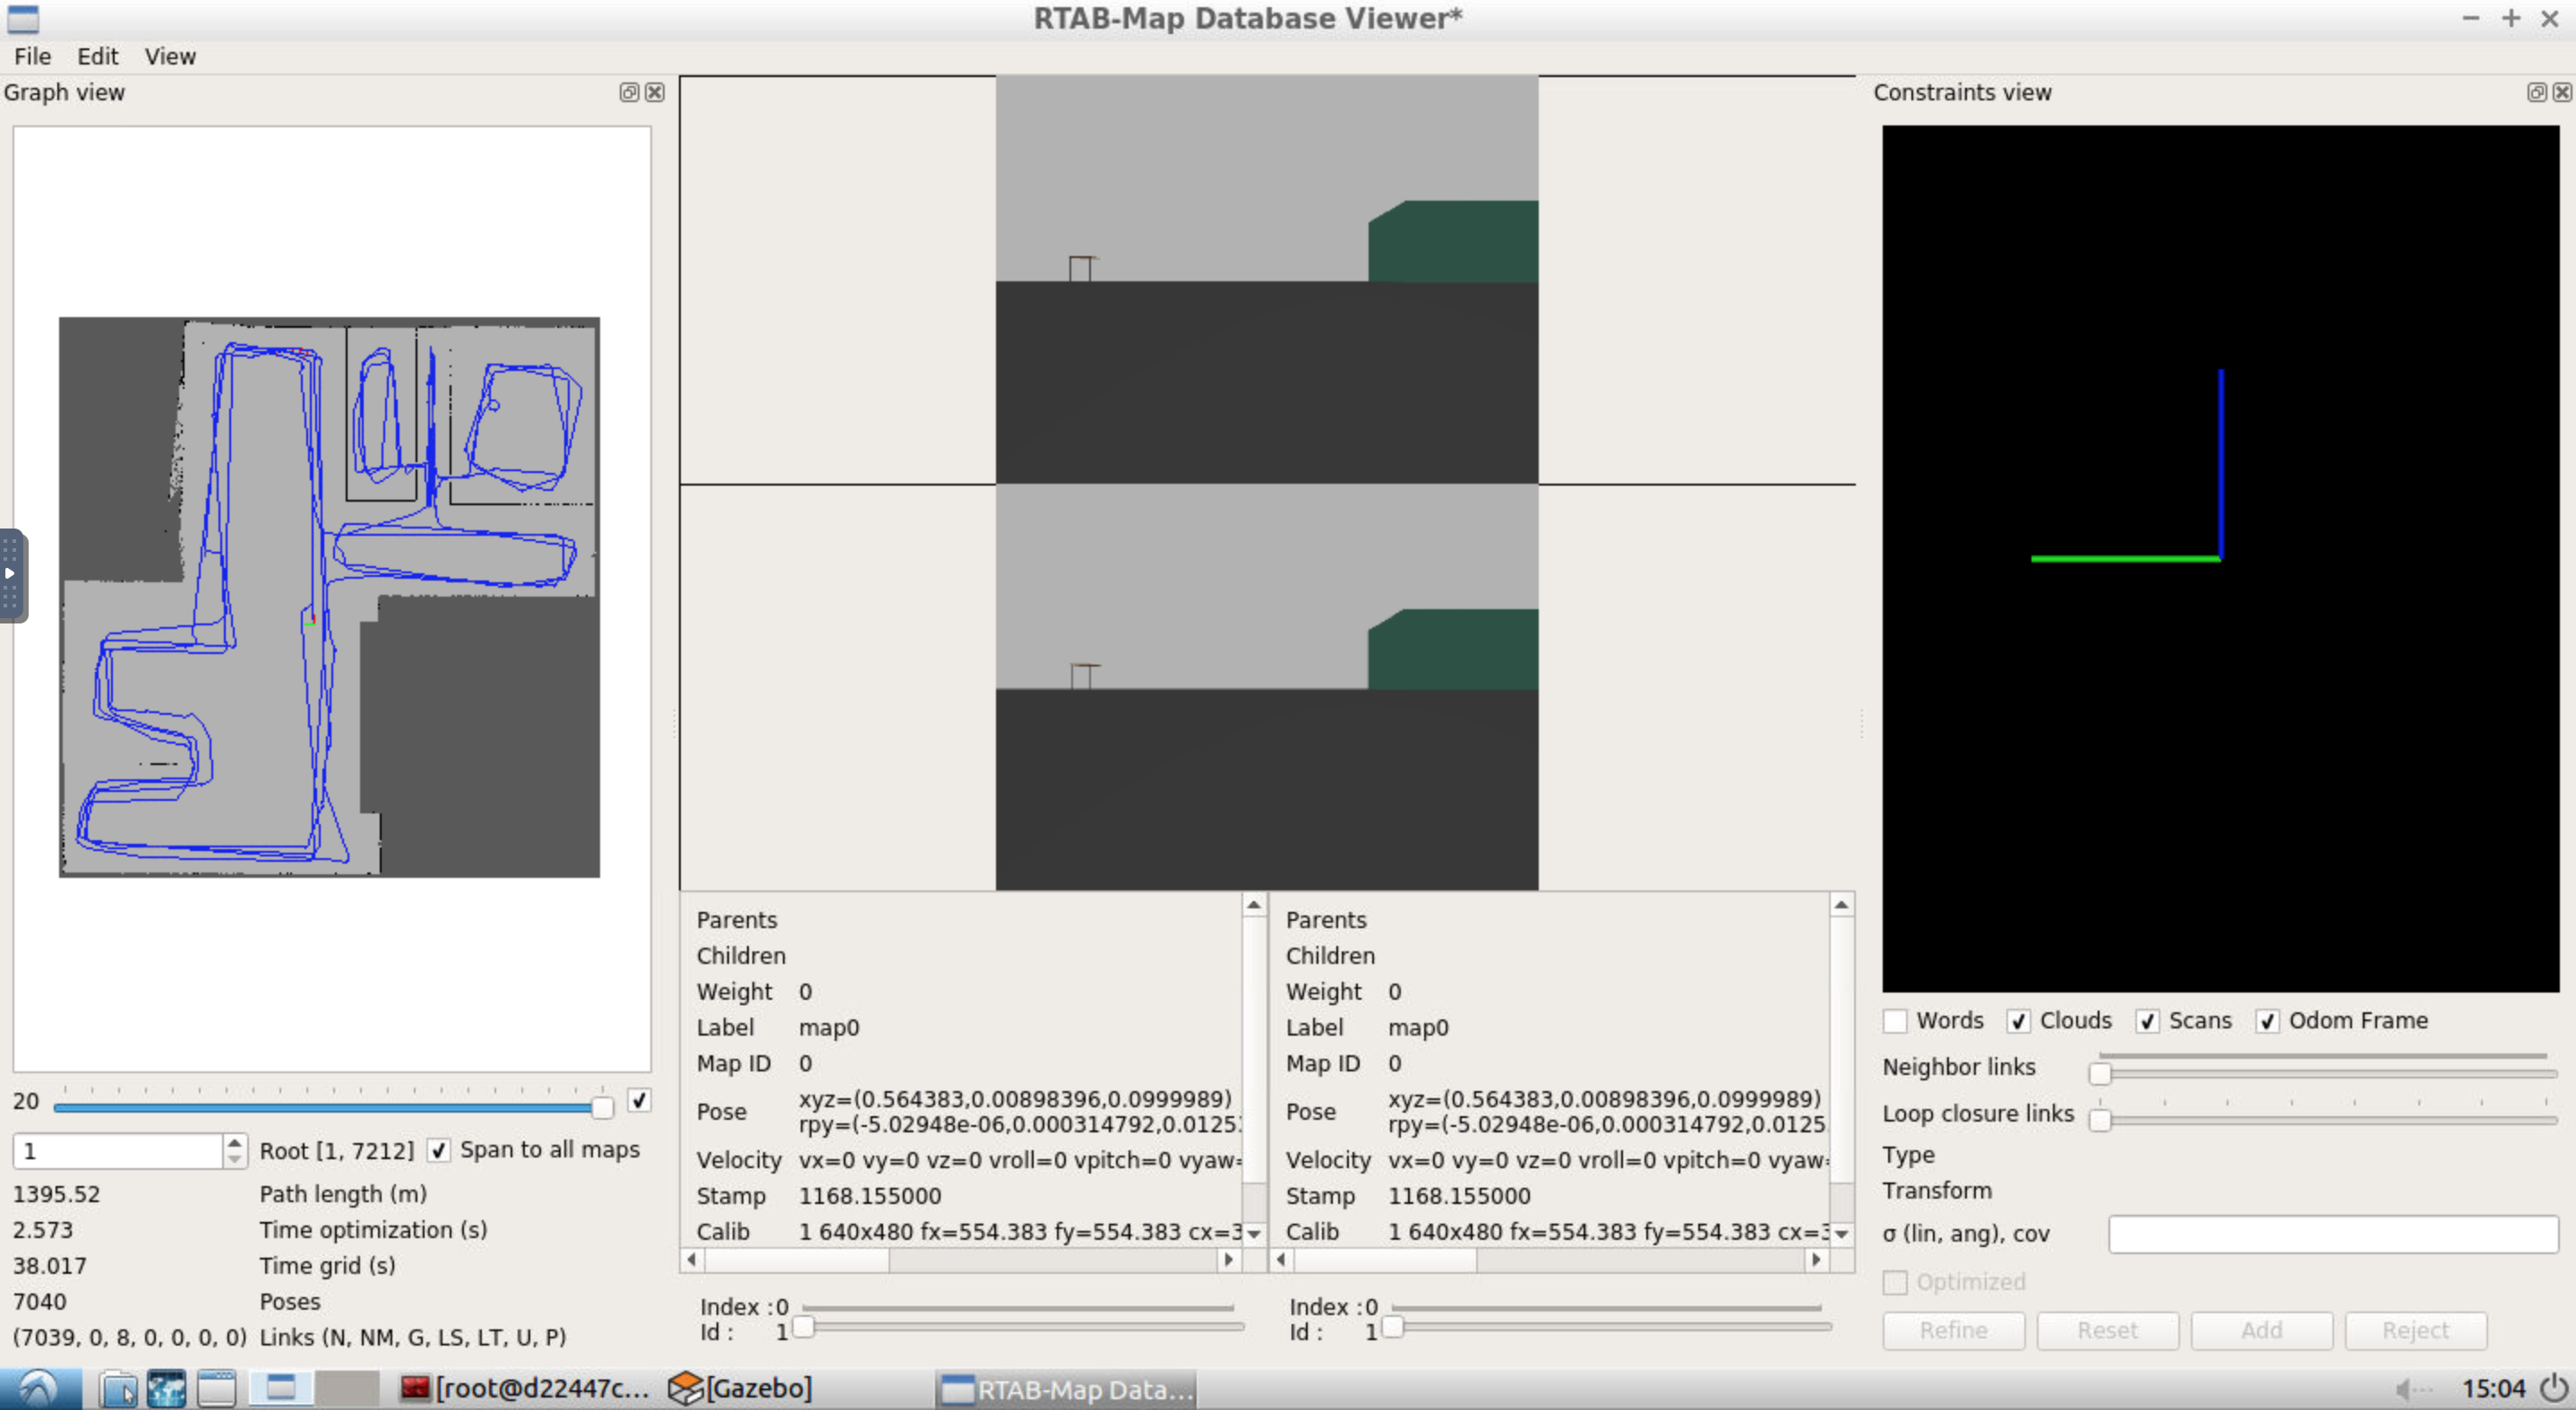 RTAB-Map Database Viewer*
File Edit View
Graph view
Constraints view
20
1 Root [1, 7212] Span to all maps
1395.52 Path length (m)
2.573 Time optimization (s)
38.017 Time grid (s)
7040 Poses
(7039, 0, 8, 0, 0, 0, 0) Links (N, NM, G, LS, LT, U, P)
Parents
Children
Weight 0
Label map0
Map ID 0
Pose xyz=(0.564383,0.00898396,0.0999989)
rpy=(-5.02948e-06,0.000314792,0.0125
Velocity vx=0 vy=0 vz=0 vroll=0 vpitch=0 vyaw=
Stamp 1168.155000
Calib 1 640x480 fx=554.383 fy=554.383 cx=3
Index : 0
Id : 1
Parents
Children
Weight 0
Label map0
Map ID 0
Pose xyz=(0.564383,0.00898396,0.0999989)
rpy=(-5.02948e-06,0.000314792,0.0125
Velocity vx=0 vy=0 vz=0 vroll=0 vpitch=0 vyaw=
Stamp 1168.155000
Calib 1 640x480 fx=554.383 fy=554.383 cx=3
Index : 0
Id : 1
Words Clouds Scans Odom Frame
Neighbor links
Loop closure links
Type
Transform
σ (lin, ang), cov
Optimized
Refine Reset Add Reject
[root@d22447c... [Gazebo] RTAB-Map Data... 15:04